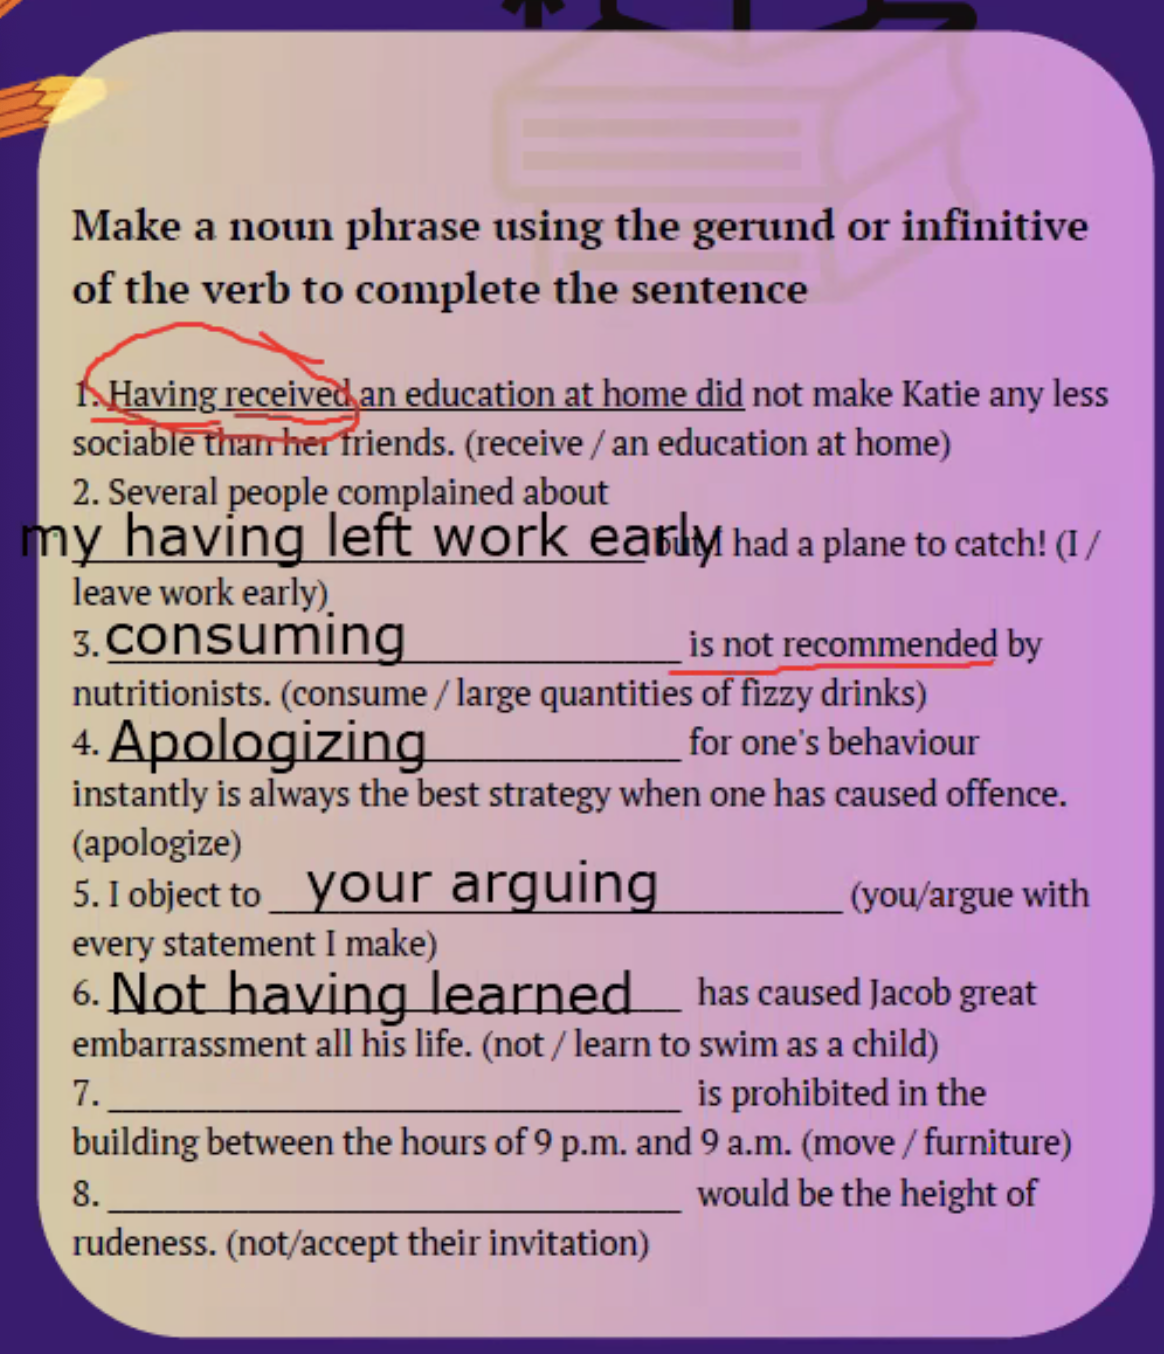 Make a noun phrase using the gerund or infinitive
of the verb to complete the sentence
1. Having received an education at home did not make Katie any less
sociable than her friends. (receive / an education at home)
2. Several people complained about
my having left work early but I had a plane to catch! (I /
leave work early)
3. consuming is not recommended by
nutritionists. (consume / large quantities of fizzy drinks)
4. Apologizing for one's behaviour
instantly is always the best strategy when one has caused offence.
(apologize)
5. I object to your arguing (you/argue with
every statement I make)
6. Not having learned has caused Jacob great
embarrassment all his life. (not / learn to swim as a child)
7. ______________________________ is prohibited in the
building between the hours of 9 p.m. and 9 a.m. (move / furniture)
8. ______________________________ would be the height of
rudeness. (not/accept their invitation)